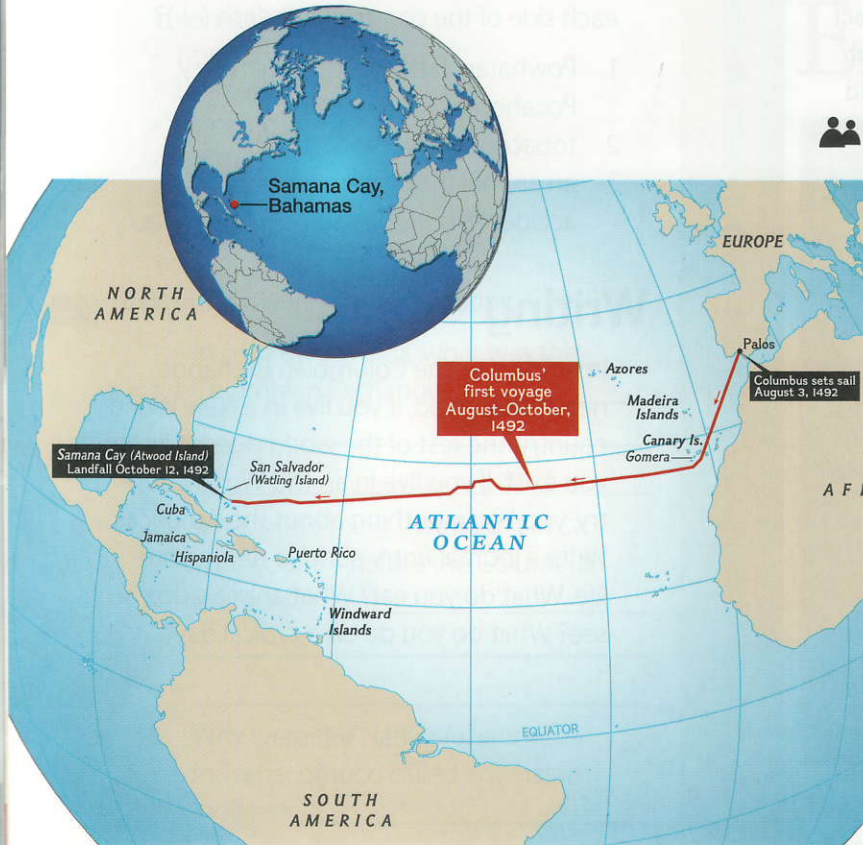 Samana Cay,
Bahamas
NORTH
AMERICA
EUROPE
Palos
Columbus sets sail
August 3, 1492
Azores
Columbus'
first voyage
August-October,
1492
Madeira
Islands
Canary Is.
Gomera
Samana Cay (Atwood Island)
Landfall October 12, 1492
San Salvador
(Watling Island)
AF
Cuba
ATLANTIC
OCEAN
Jamaica
Hispaniola
Puerto Rico
Windward
Islands
EQUATOR
SOUTH
AMERICA